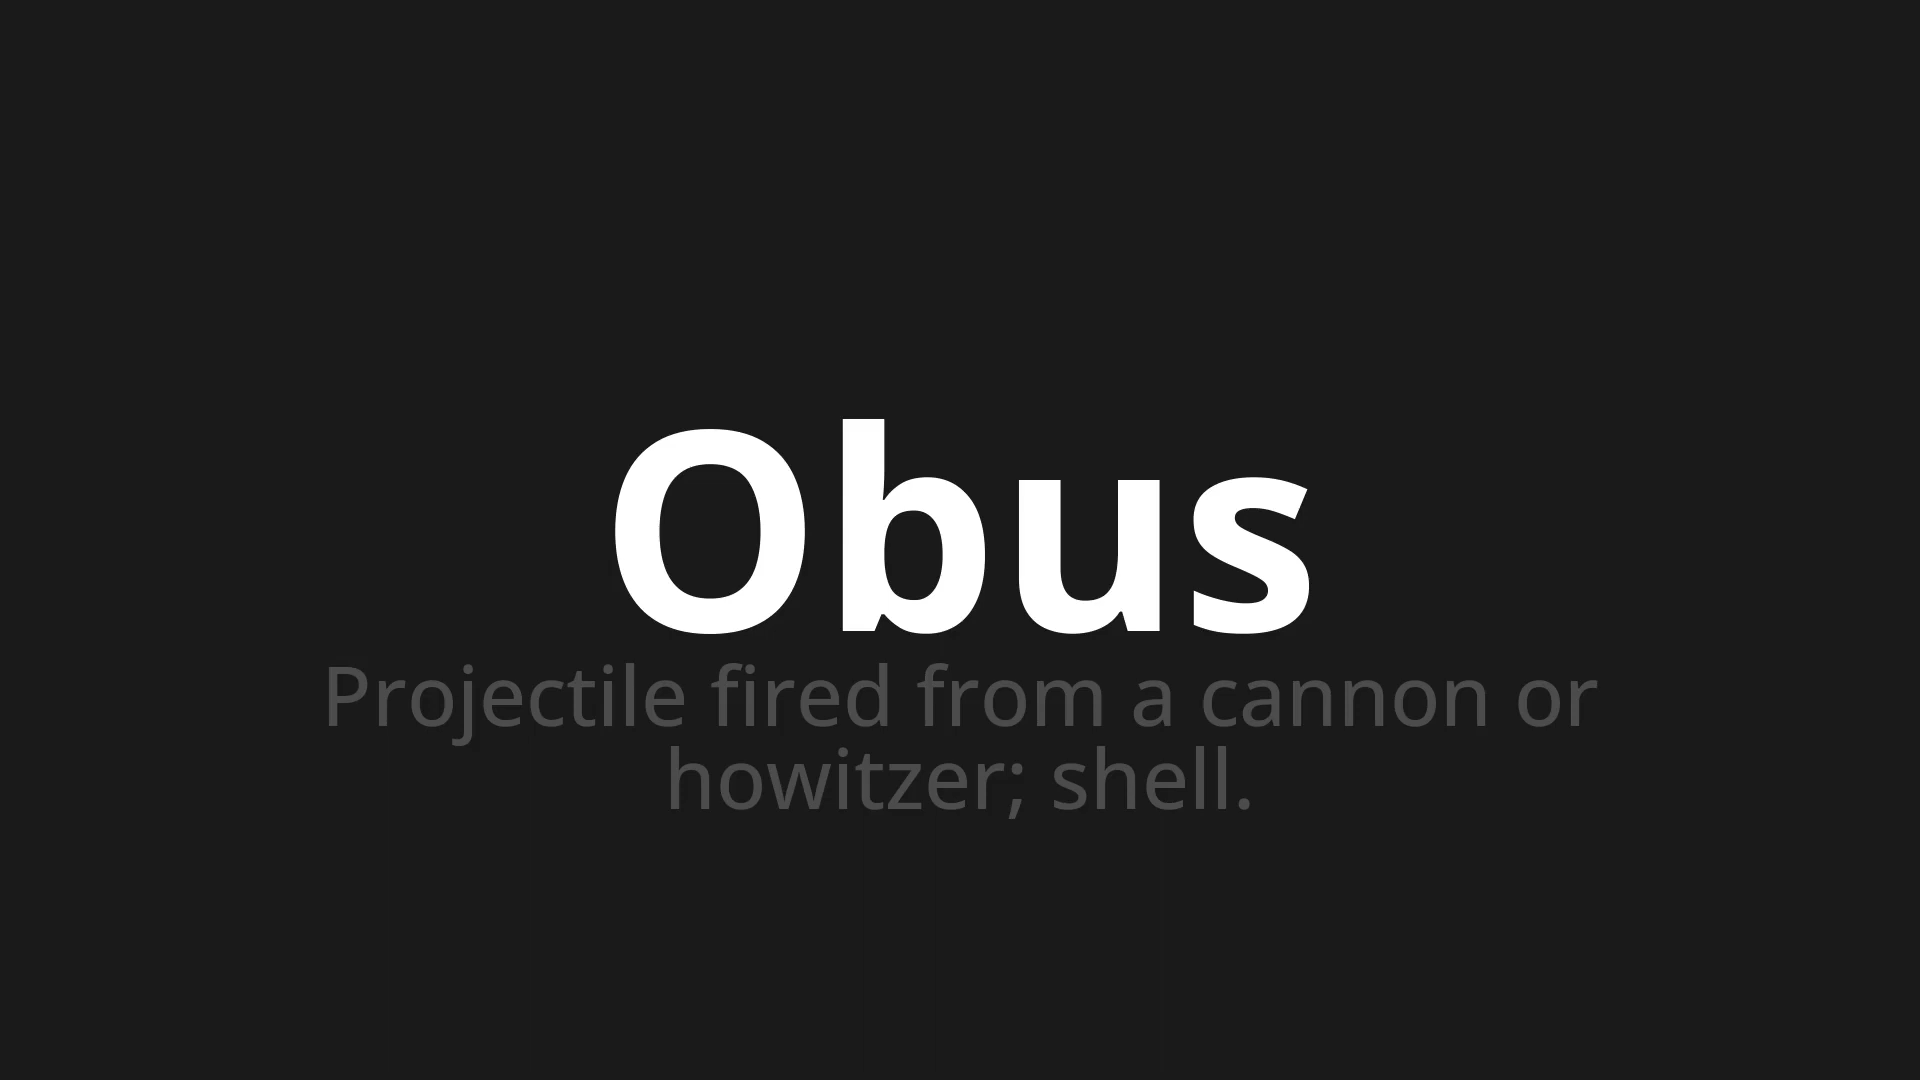 Obus
Projectile fired from a cannon or
howitzer; shell.